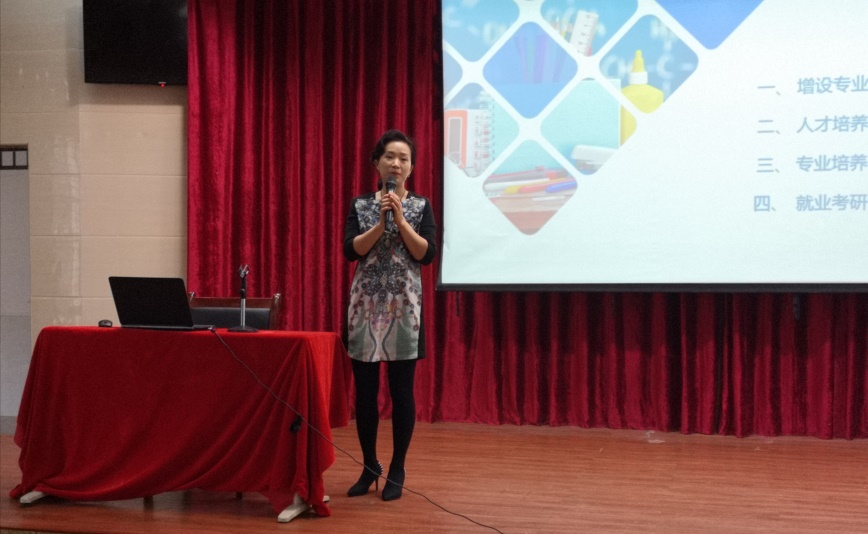 一、 增设专业
二、 人才培养
三、 专业培养
四、 就业考研